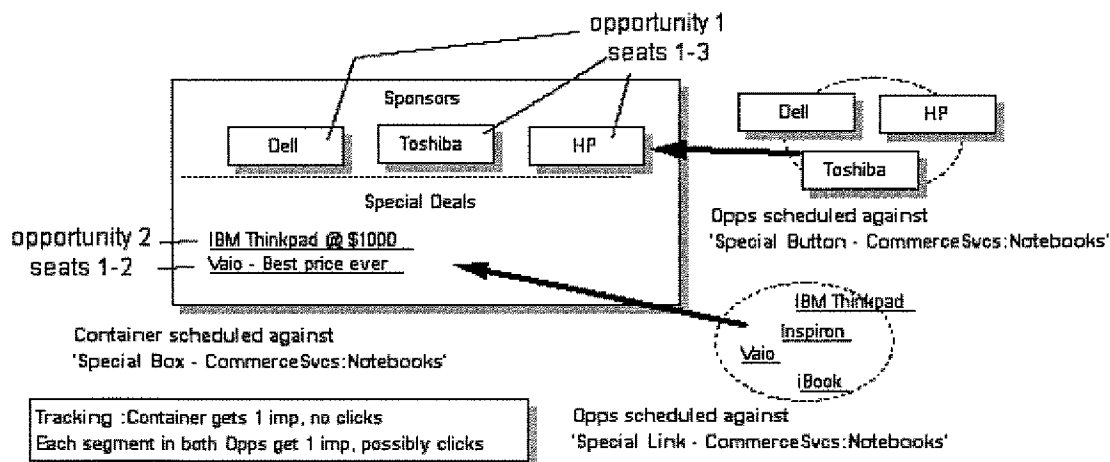 opportunity 1
seats 1-3
Sponsors
Dell
Toshiba
HP
Special Deals
opportunity 2
seats 1-2
IBM Thinkpad @ $1000
Vaio - Best price ever
Dell
HP
Toshiba
Opps scheduled against
'Special Button - CommerceSvcs:Notebooks'
Container scheduled against
'Special Box - CommerceSvcs:Notebooks'
IBM Thinkpad
Inspiron
Vaio
iBook
Tracking :Container gets 1 imp, no clicks
Each segment in both Opps get 1 imp, possibly clicks
Opps scheduled against
'Special Link - CommerceSvcs:Notebooks'